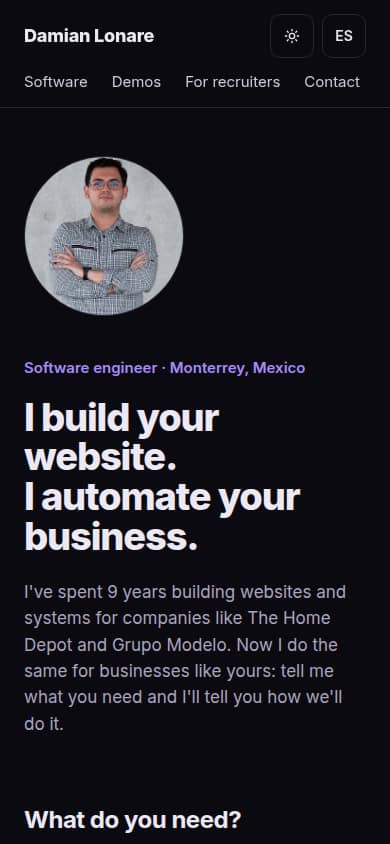 Damian Lonare
ES
Software Demos For recruiters Contact
Software engineer · Monterrey, Mexico
I build your
website.
I automate your
business.
I've spent 9 years building websites and
systems for companies like The Home
Depot and Grupo Modelo. Now I do the
same for businesses like yours: tell me
what you need and I'll tell you how we'll
do it.
What do you need?